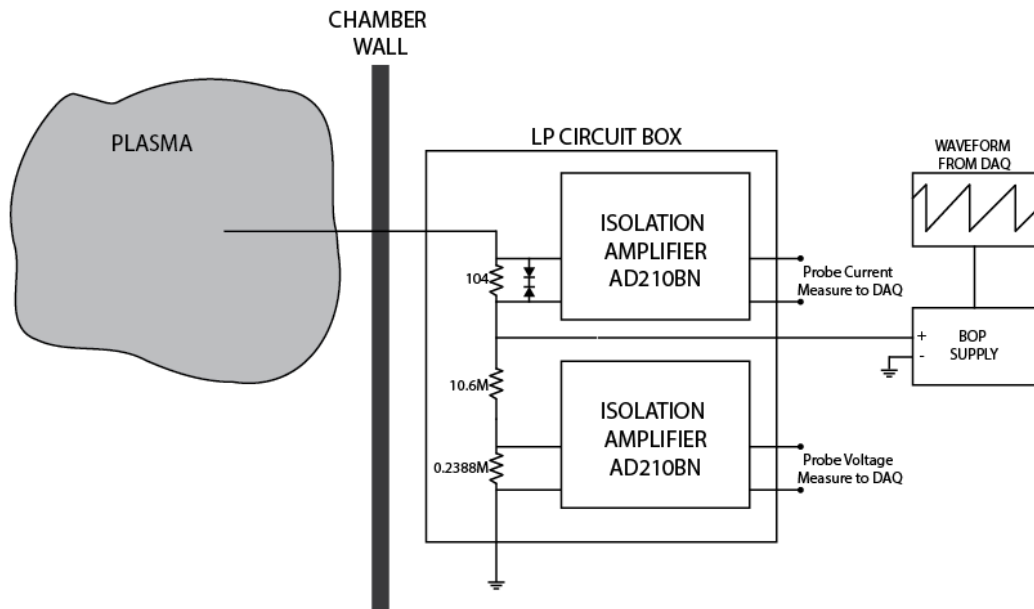 CHAMBER
WALL
PLASMA
LP CIRCUIT BOX
WAVEFORM
FROM DAQ
ISOLATION
AMPLIFIER
AD210BN
104
Probe Current
Measure to DAQ
+
-
BOP
SUPPLY
10.6M
ISOLATION
AMPLIFIER
AD210BN
0.2388M
Probe Voltage
Measure to DAQ